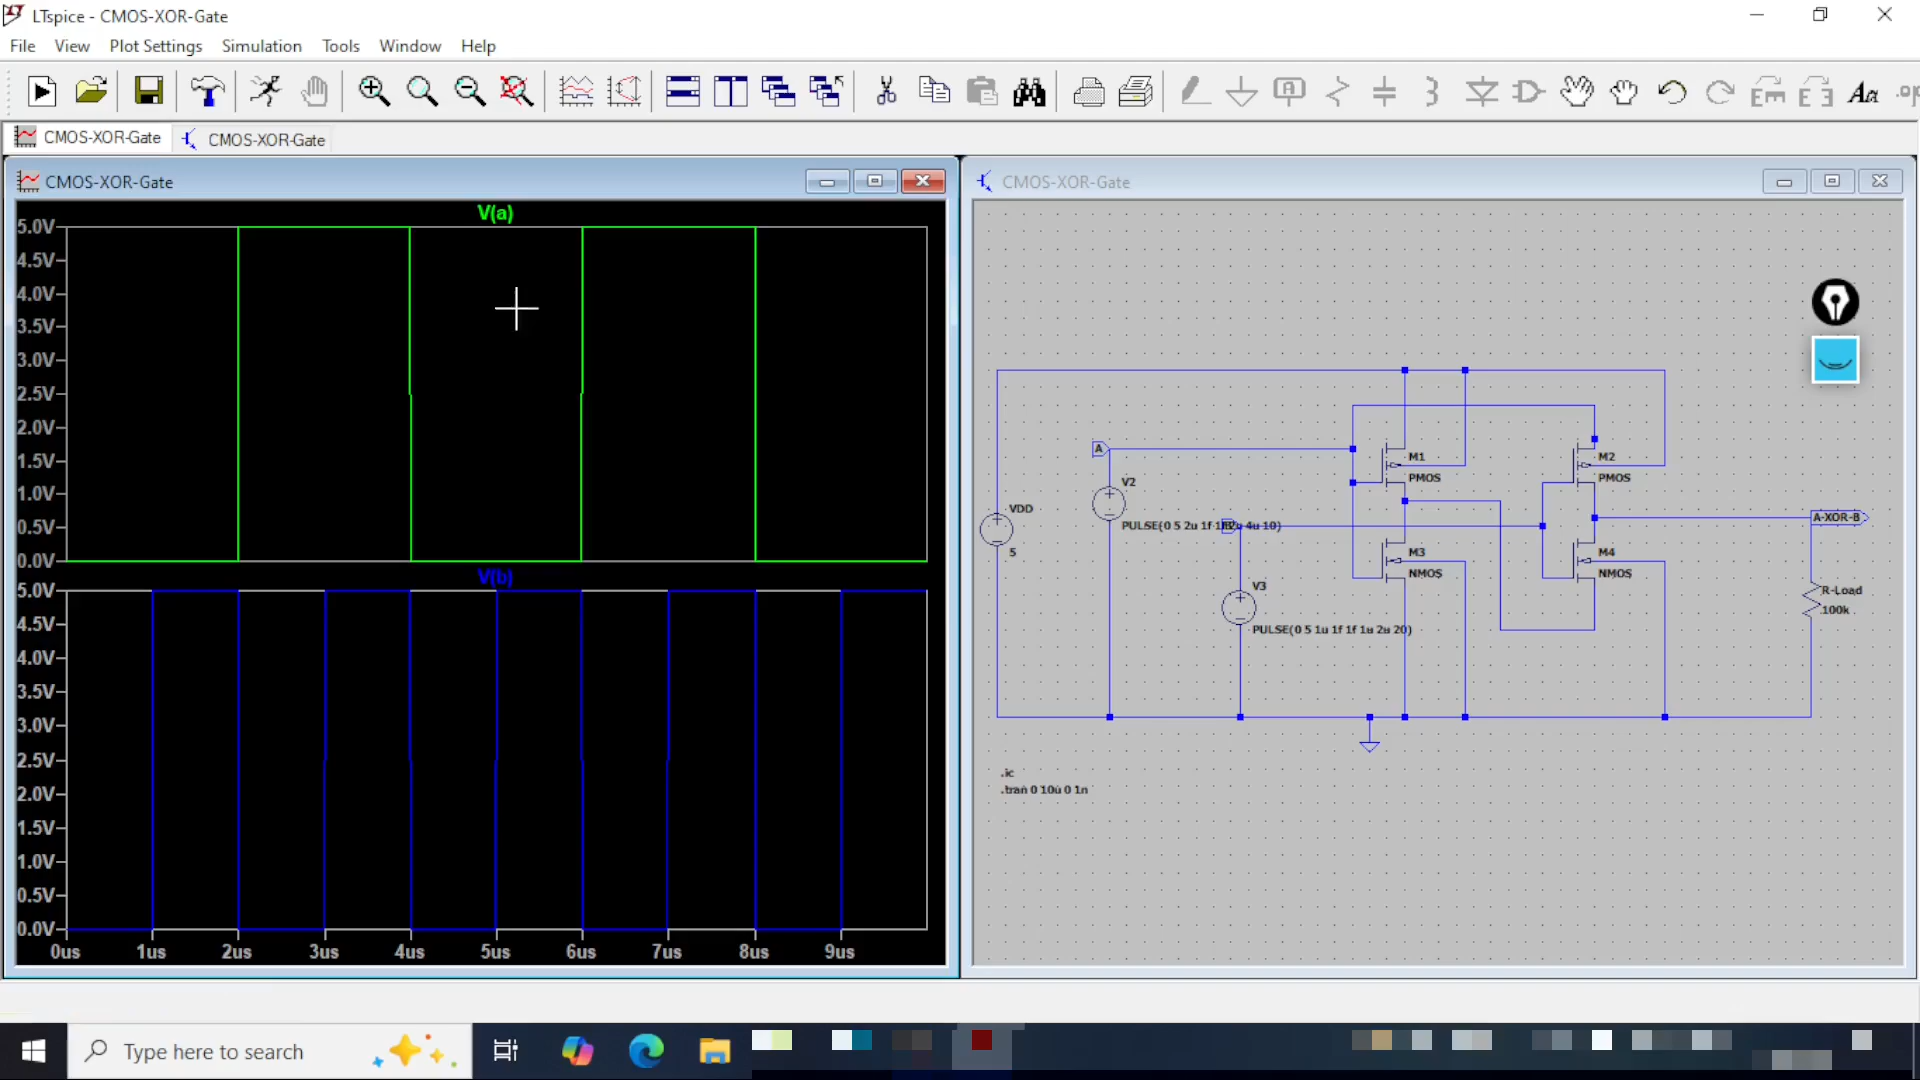 LTspice - CMOS-XOR-Gate
File View Plot Settings Simulation Tools Window Help
CMOS-XOR-Gate CMOS-XOR-Gate
CMOS-XOR-Gate
V(a)
5.0V
4.5V
4.0V
3.5V
3.0V
2.5V
2.0V
1.5V
1.0V
0.5V
0.0V
V(b)
5.0V
4.5V
4.0V
3.5V
3.0V
2.5V
2.0V
1.5V
1.0V
0.5V
0.0V
0us 1us 2us 3us 4us 5us 6us 7us 8us 9us
CMOS-XOR-Gate
A
V2
VDD
5
V3
PULSE(0 5 1u 1f 1f 1u 2u 20)
M1
PMOS
M2
PMOS
M3
NMOS
M4
NMOS
A-XOR-B
R-Load
100k
.ic
.tran 0 10u 0 1n
Type here to search